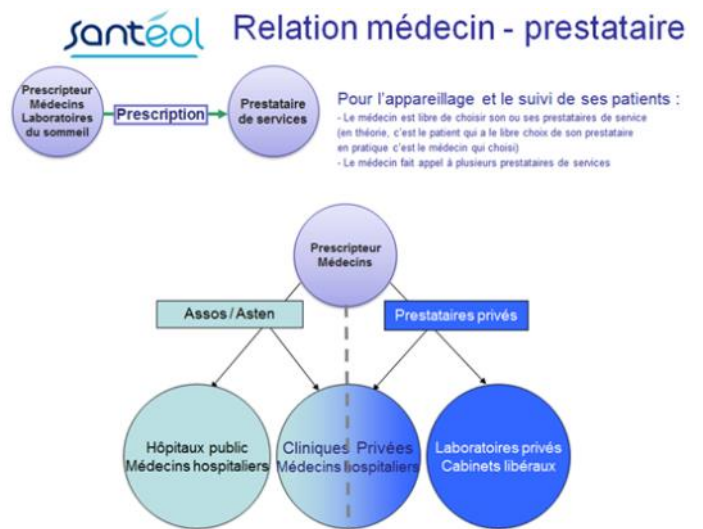 santéol
Relation médecin - prestataire
Prescripteur
Médecins
Laboratoires
du sommeil
Prescription
Prestataire
de services
Pour l'appareillage et le suivi de ses patients :
- Le médecin est libre de choisir son ou ses prestataires de service
(en théorie, c'est le patient qui a le libre choix de son prestataire
en pratique c'est le médecin qui choisi)
- Le médecin fait appel à plusieurs prestataires de services
Prescripteur
Médecins
Assos / Asten
Prestataires privés
Hôpitaux public
Médecins hospitaliers
Cliniques Privées
Médecins hospitaliers
Laboratoires privés
Cabinets libéraux